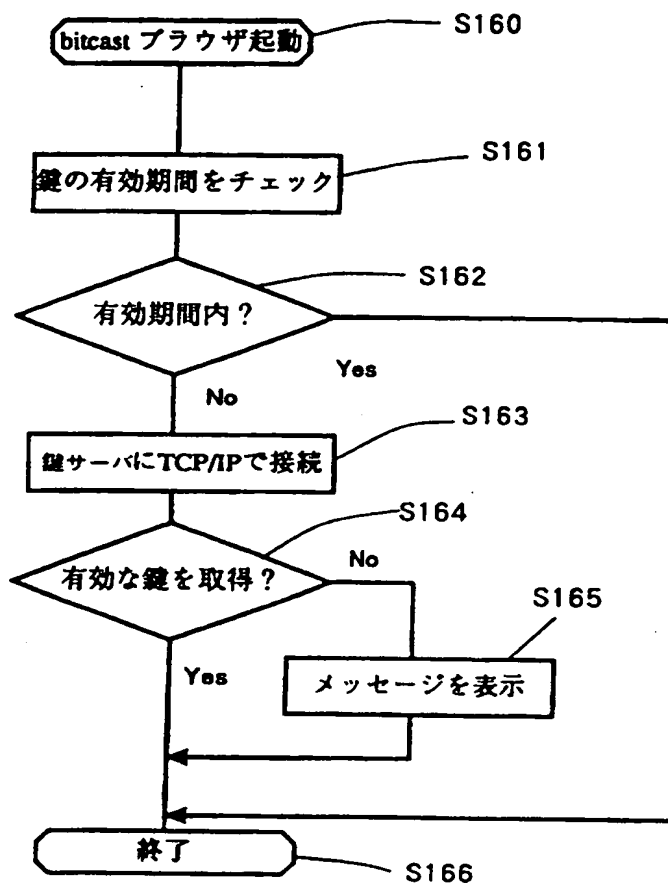 bitcast ブラウザ起動
S160
鍵の有効期間をチェック
S161
有効期間内？
S162
Yes
No
鍵サーバにTCP/IPで接続
S163
有効な鍵を取得？
S164
No
Yes
メッセージを表示
S165
終了
S166